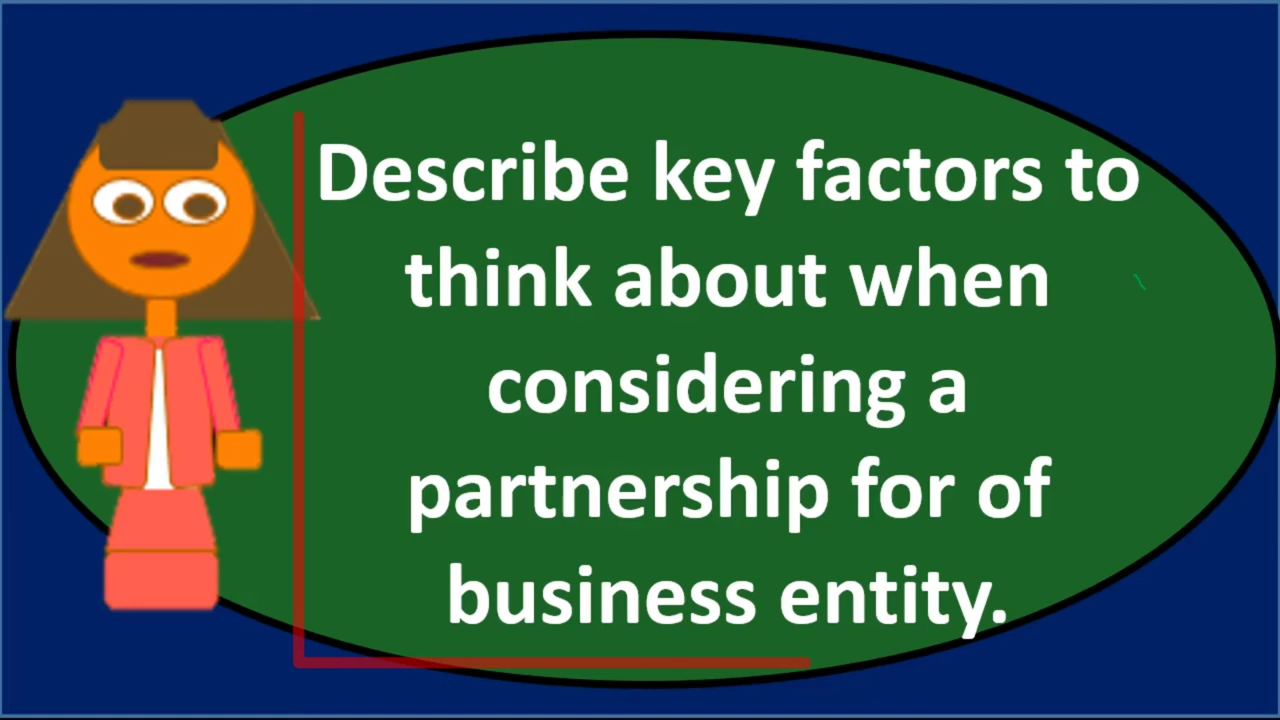 Describe key factors to
think about when
considering a
partnership for of
business entity.